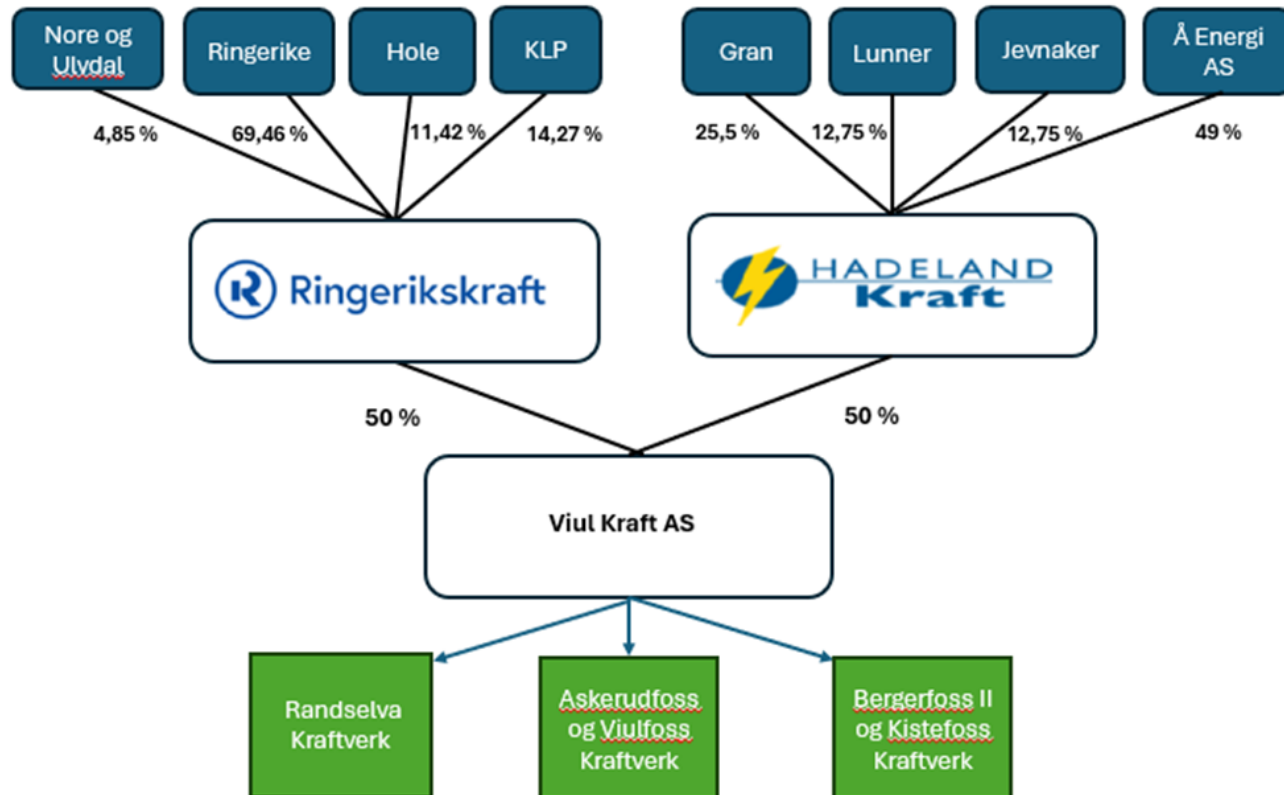 Nore og
Ulvdal
Ringerike
Hole
KLP
Gran
Lunner
Jevnaker
Å Energi
AS
4,85 %
69,46 %
11,42 %
14,27 %
25,5 %
12,75 %
12,75 %
49 %
R Ringerikskraft
HADELAND
Kraft
50 %
50 %
Viul Kraft AS
Randselva
Kraftverk
Askerudfoss
og Viulfoss
Kraftverk
Bergerfoss II
og Kistefoss
Kraftverk